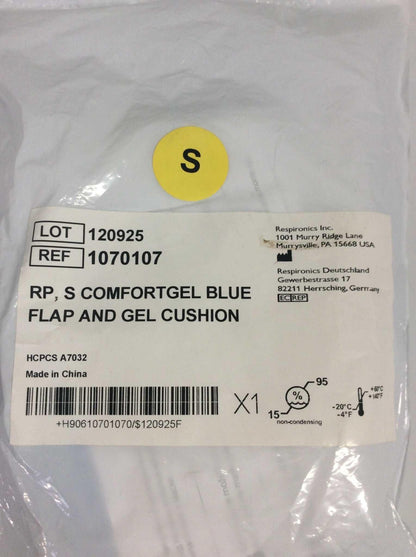 S
LOT 120925
REF 1070107
Respironics Inc.
1001 Murry Ridge Lane
Murrysville, PA 15668 USA
Respironics Deutschland
Gewerbestrasse 17
82211 Herrsching, Germany
EC REP
RP, S COMFORTGEL BLUE
FLAP AND GEL CUSHION
HCPCS A7032
Made in China
+H90610701070/$120925F
X1
95
%
15
non-condensing
+60°C
+140°F
-20°C
-4°F